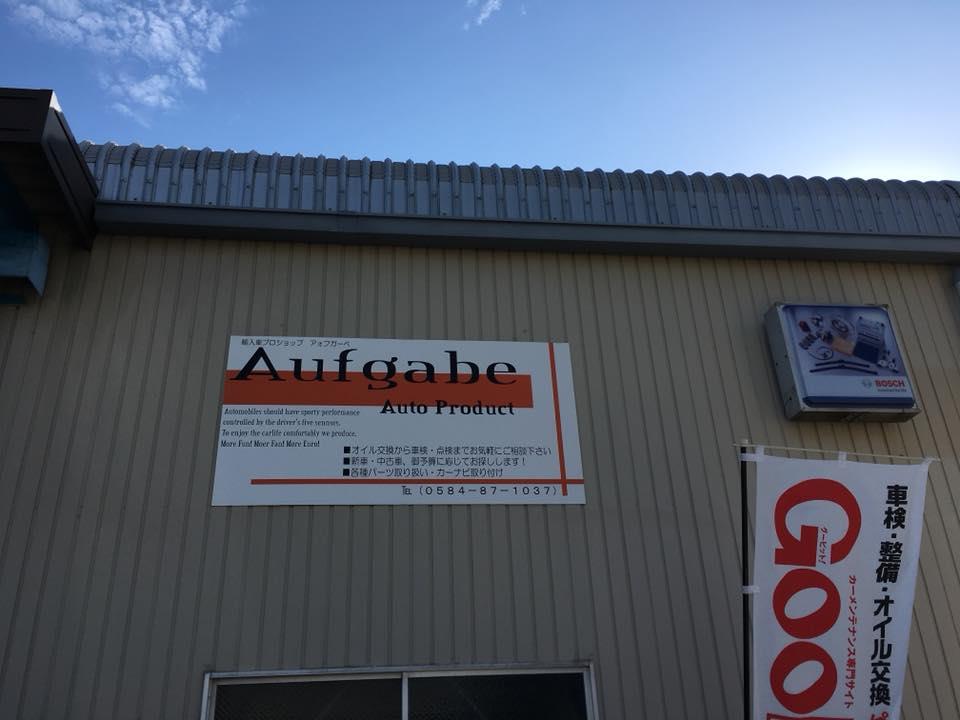 輸入車プロショップ アォフガーベ
Aufgabe
Auto Product
Automobiles should have sporty performance
controlled by the driver's five sennses.
To enjoy the carlife comfortably we produce.
More Fun! Moer Fast! More Euro!
■オイル交換から車検・点検までお気軽にご相談下さい
■新車・中古車、御予算に応じてお探しします!
■各種パーツ取り扱い・カーナビ取り付け
℡(0584-87-1037)
BOSCH
車検・整備・オイル交換
カーメンテナンス専門サイト
グーピット!
Goo